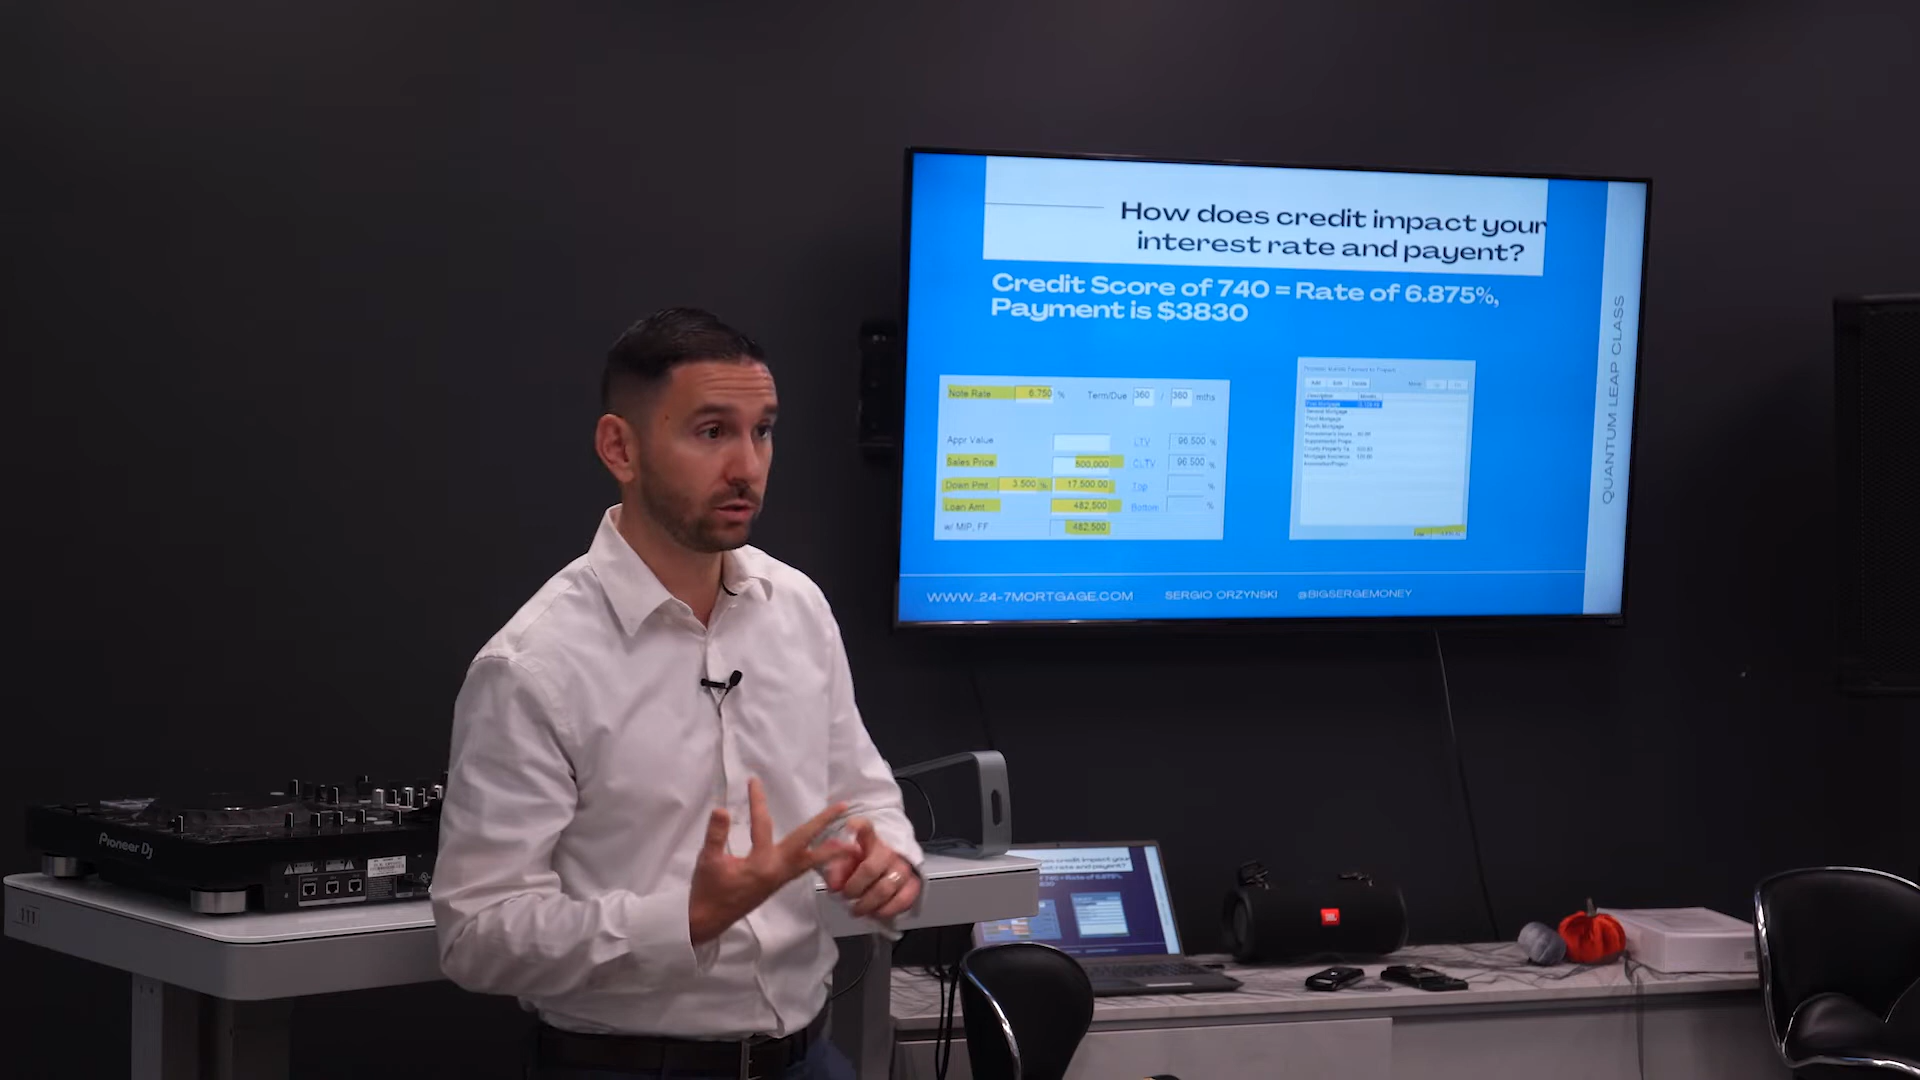 How does credit impact your
interest rate and payent?
Credit Score of 740 = Rate of 6.875%,
Payment is $3830
Note Rate 6.750 % Term/Due 360 / 360 mths
Appr Value LTV 96.500 %
Sales Price 500,000 CLTV 96.500 %
Down Pmt 3.500 % 17,500.00 Top %
Loan Amt 482,500 Bottom %
w/ MIP, FF 482,500
QUANTUM LEAP CLASS
WWW..24-7MORTGAGE.COM SERGIO ORZYNSKI @BIGSERGEMONEY
Pioneer DJ
JBL